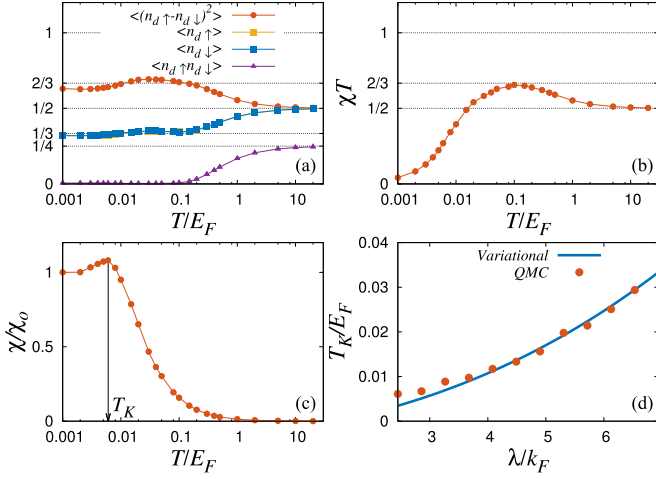 <(n_d↑-n_d↓)²>
<n_d↑>
<n_d↓>
<n_d↑n_d↓>
1
2/3
1/2
1/3
1/4
0
(a)
0.001 0.01 0.1 1 10
T/E_F
χT
1
2/3
1/2
0
(b)
0.001 0.01 0.1 1 10
T/E_F
χ/χ_o
1
0.5
0
T_K
(c)
0.001 0.01 0.1 1 10
T/E_F
T_K/E_F
0.04
0.03
0.02
0.01
0
Variational
QMC
(d)
3 4 5 6
λ/k_F